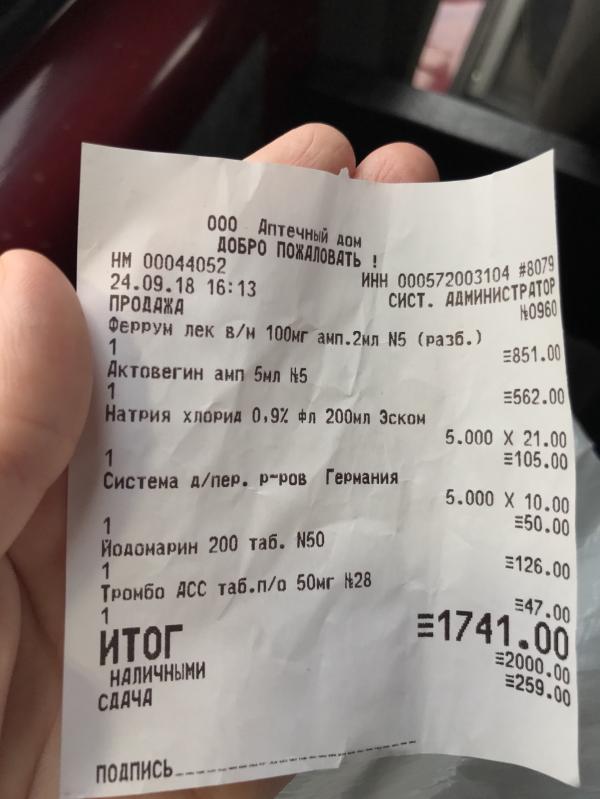 ООО Аптечный дом
ДОБРО ПОЖАЛОВАТЬ !
НМ 00044052 ИНН 000572003104 #8079
24.09.18 16:13 СИСТ. АДМИНИСТРАТОР
ПРОДАЖА №0960
Феррум лек в/м 100мг амп.2мл N5 (разб.)
1 ≡851.00
Актовегин амп 5мл №5
1 ≡562.00
Натрия хлорид 0,9% фл 200мл Эском
5.000 X 21.00
1 ≡105.00
Система д/пер. р-ров Германия
5.000 X 10.00
1 ≡50.00
Йодомарин 200 таб. N50
1 ≡126.00
Тромбо АСС таб.п/о 50мг №28
1 ≡47.00
ИТОГ ≡1741.00
НАЛИЧНЫМИ ≡2000.00
СДАЧА ≡259.00
ПОДПИСЬ